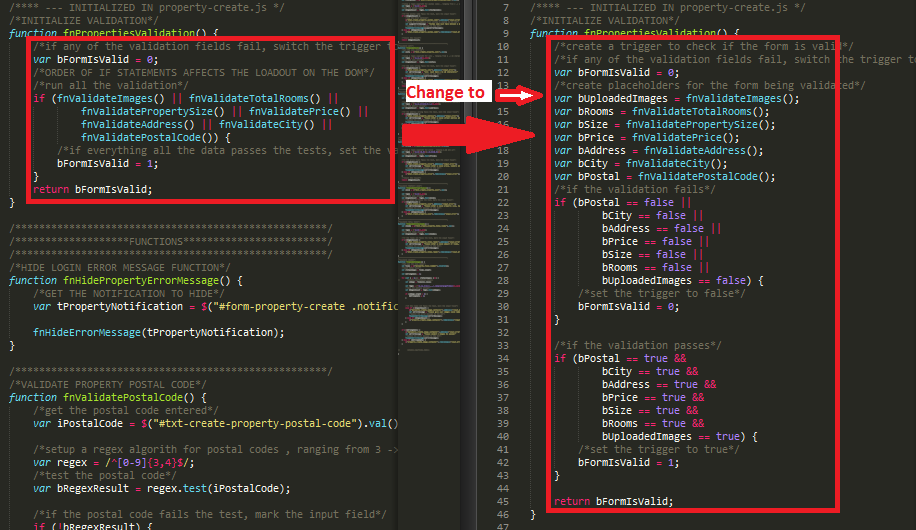 /**** --- INITIALIZED IN property-create.js */
/*INITIALIZE VALIDATION*/
function fnPropertiesValidation() {
/*if any of the validation fields fail, switch the trigger t
var bFormIsValid = 0;
/*ORDER OF IF STATEMENTS AFFECTS THE LOADOUT ON THE DOM*/
/*run all the validation*/
if (fnValidateImages() || fnValidateTotalRooms() ||
fnValidatePropertySize() || fnValidatePrice() ||
fnValidateAddress() || fnValidateCity() ||
fnValidatePostalCode()) {
/*if everything all the data passes the tests, set the v
bFormIsValid = 1;
}
return bFormIsValid;
}
/****************************************************/
/*******************FUNCTIONS************************/
/****************************************************/
/*HIDE LOGIN ERROR MESSAGE FUNCTION*/
function fnHidePropertyErrorMessage() {
/*GET THE NOTIFICATION TO HIDE*/
var tPropertyNotification = $("#form-property-create .notific
fnHideErrorMessage(tPropertyNotification);
}
/****************************************************/
/*VALIDATE PROPERTY POSTAL CODE*/
function fnValidatePostalCode() {
/*get the postal code entered*/
var iPostalCode = $("#txt-create-property-postal-code").val()
/*setup a regex algorith for postal codes , ranging from 3 ->
var regex = /^[0-9]{3,4}$/;
/*test the postal code*/
var bRegexResult = regex.test(iPostalCode);
/*if the postal code fails the test, mark the input field*/
if (!bRegexResult) {
Change to
7 /**** --- INITIALIZED IN property-create.js */
8 /*INITIALIZE VALIDATION*/
9 function fnPropertiesValidation() {
10 /*create a trigger to check if the form is valid*/
11 /*if any of the validation fields fail, switch the trigger to
12 var bFormIsValid = 0;
13 /*create placeholders for the form being validated*/
14 var bUploadedImages = fnValidateImages();
15 var bRooms = fnValidateTotalRooms();
16 var bSize = fnValidatePropertySize();
17 var bPrice = fnValidatePrice();
18 var bAddress = fnValidateAddress();
19 var bCity = fnValidateCity();
20 var bPostal = fnValidatePostalCode();
21 /*if the validation fails*/
22 if (bPostal == false ||
23 bCity == false ||
24 bAddress == false ||
25 bPrice == false ||
26 bSize == false ||
27 bRooms == false ||
28 bUploadedImages == false) {
29 /*set the trigger to false*/
30 bFormIsValid = 0;
31 }
32
33 /*if the validation passes*/
34 if (bPostal == true &&
35 bCity == true &&
36 bAddress == true &&
37 bPrice == true &&
38 bSize == true &&
39 bRooms == true &&
40 bUploadedImages == true) {
41 /*set the trigger to true*/
42 bFormIsValid = 1;
43 }
44
45 return bFormIsValid;
46 }
47